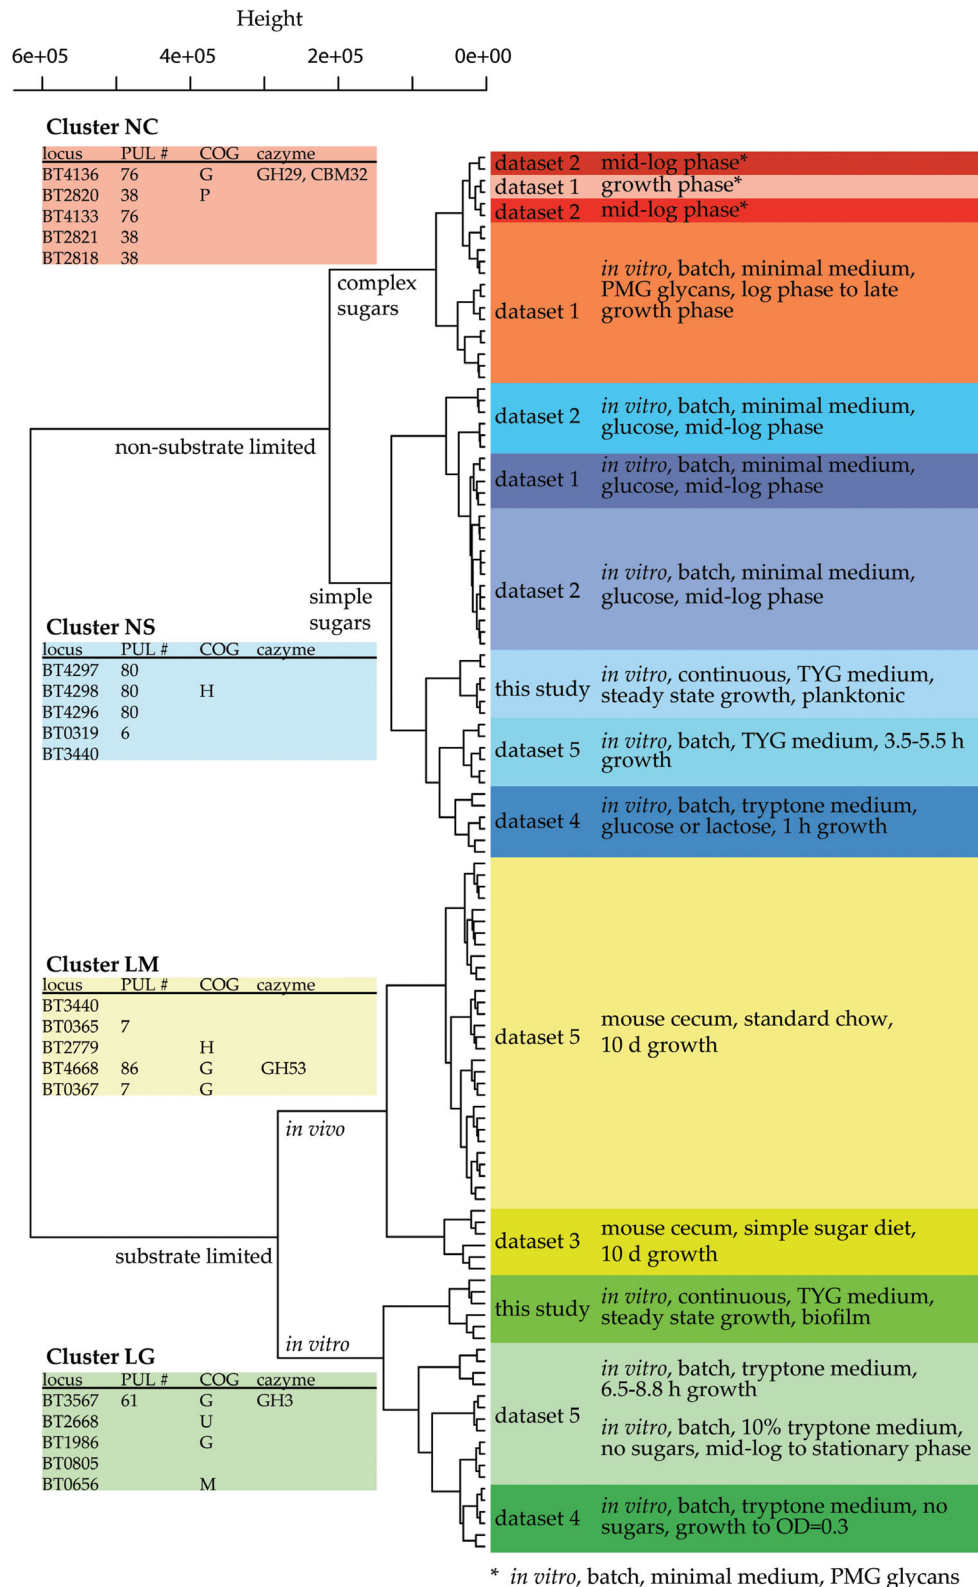 Height
6e+05 4e+05 2e+05 0e+00
Cluster NC
locus PUL # COG cazyme
BT4136 76 G GH29, CBM32
BT2820 38 P
BT4133 76
BT2821 38
BT2818 38
complex
sugars
non-substrate limited
simple
sugars
Cluster NS
locus PUL # COG cazyme
BT4297 80
BT4298 80 H
BT4296 80
BT0319 6
BT3440
Cluster LM
locus PUL # COG cazyme
BT3440
BT0365 7
BT2779 H
BT4668 86 G GH53
BT0367 7 G
in vivo
substrate limited
in vitro
Cluster LG
locus PUL # COG cazyme
BT3567 61 G GH3
BT2668 U
BT1986 G
BT0805
BT0656 M
dataset 2 mid-log phase*
dataset 1 growth phase*
dataset 2 mid-log phase*
dataset 1
in vitro, batch, minimal medium,
PMG glycans, log phase to late
growth phase
dataset 2
in vitro, batch, minimal medium,
glucose, mid-log phase
dataset 1
in vitro, batch, minimal medium,
glucose, mid-log phase
dataset 2
in vitro, batch, minimal medium,
glucose, mid-log phase
this study
in vitro, continuous, TYG medium,
steady state growth, planktonic
dataset 5
in vitro, batch, TYG medium, 3.5-5.5 h
growth
dataset 4
in vitro, batch, tryptone medium,
glucose or lactose, 1 h growth
dataset 5
mouse cecum, standard chow,
10 d growth
dataset 3
mouse cecum, simple sugar diet,
10 d growth
this study
in vitro, continuous, TYG medium,
steady state growth, biofilm
dataset 5
in vitro, batch, tryptone medium,
6.5-8.8 h growth
in vitro, batch, 10% tryptone medium,
no sugars, mid-log to stationary phase
dataset 4
in vitro, batch, tryptone medium, no
sugars, growth to OD=0.3
* in vitro, batch, minimal medium, PMG glycans